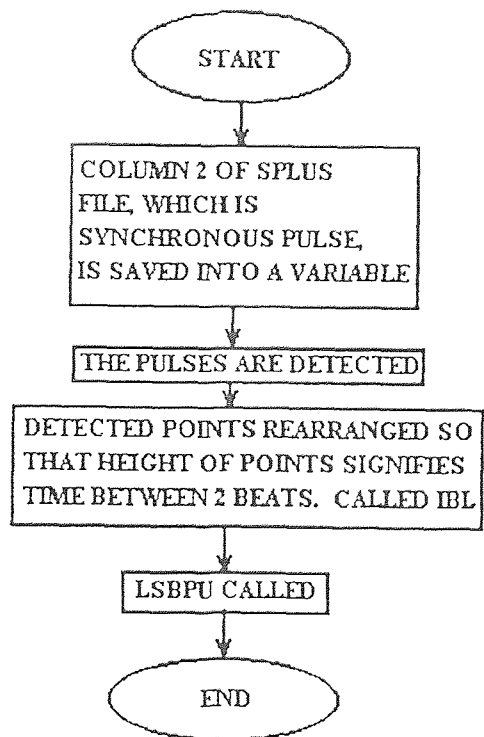 START
COLUMN 2 OF SPLUS
FILE, WHICH IS
SYNCHRONOUS PULSE,
IS SAVED INTO A VARIABLE
THE PULSES ARE DETECTED
DETECTED POINTS REARRANGED SO
THAT HEIGHT OF POINTS SIGNIFIES
TIME BETWEEN 2 BEATS. CALLED IBI.
LSBPU CALLED
END